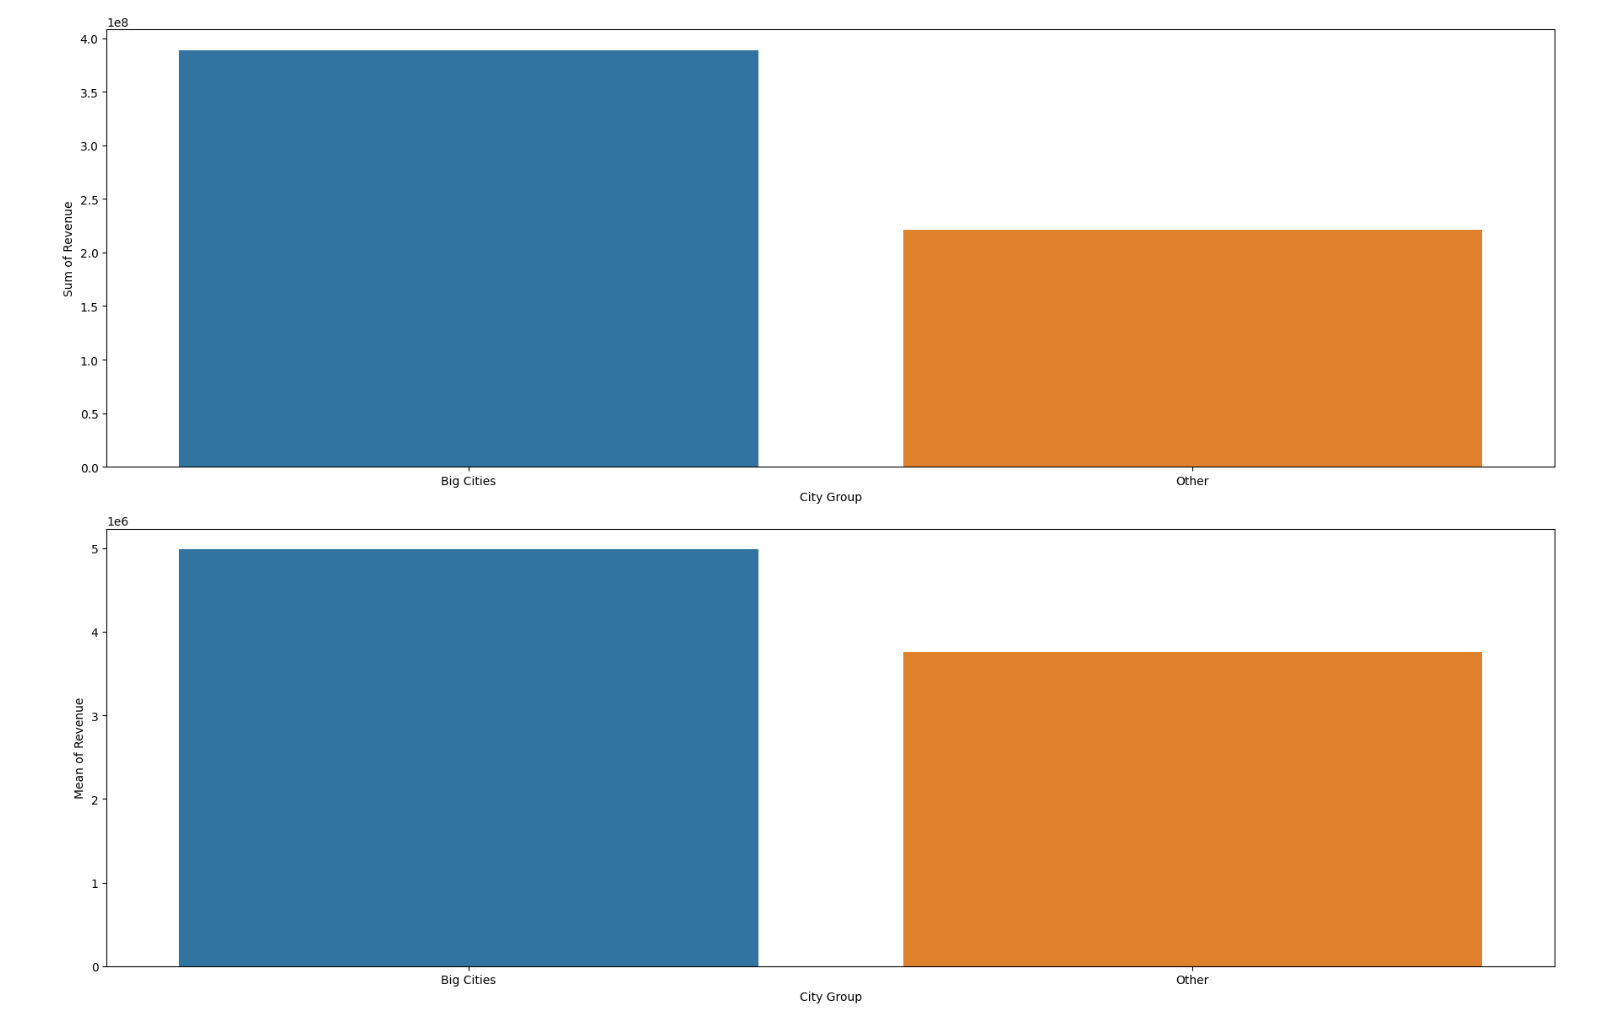 1e8
4.0
3.5
3.0
2.5
2.0
1.5
1.0
0.5
0.0
Sum of Revenue
Big Cities
Other
City Group
1e6
5
4
3
2
1
0
Mean of Revenue
Big Cities
Other
City Group